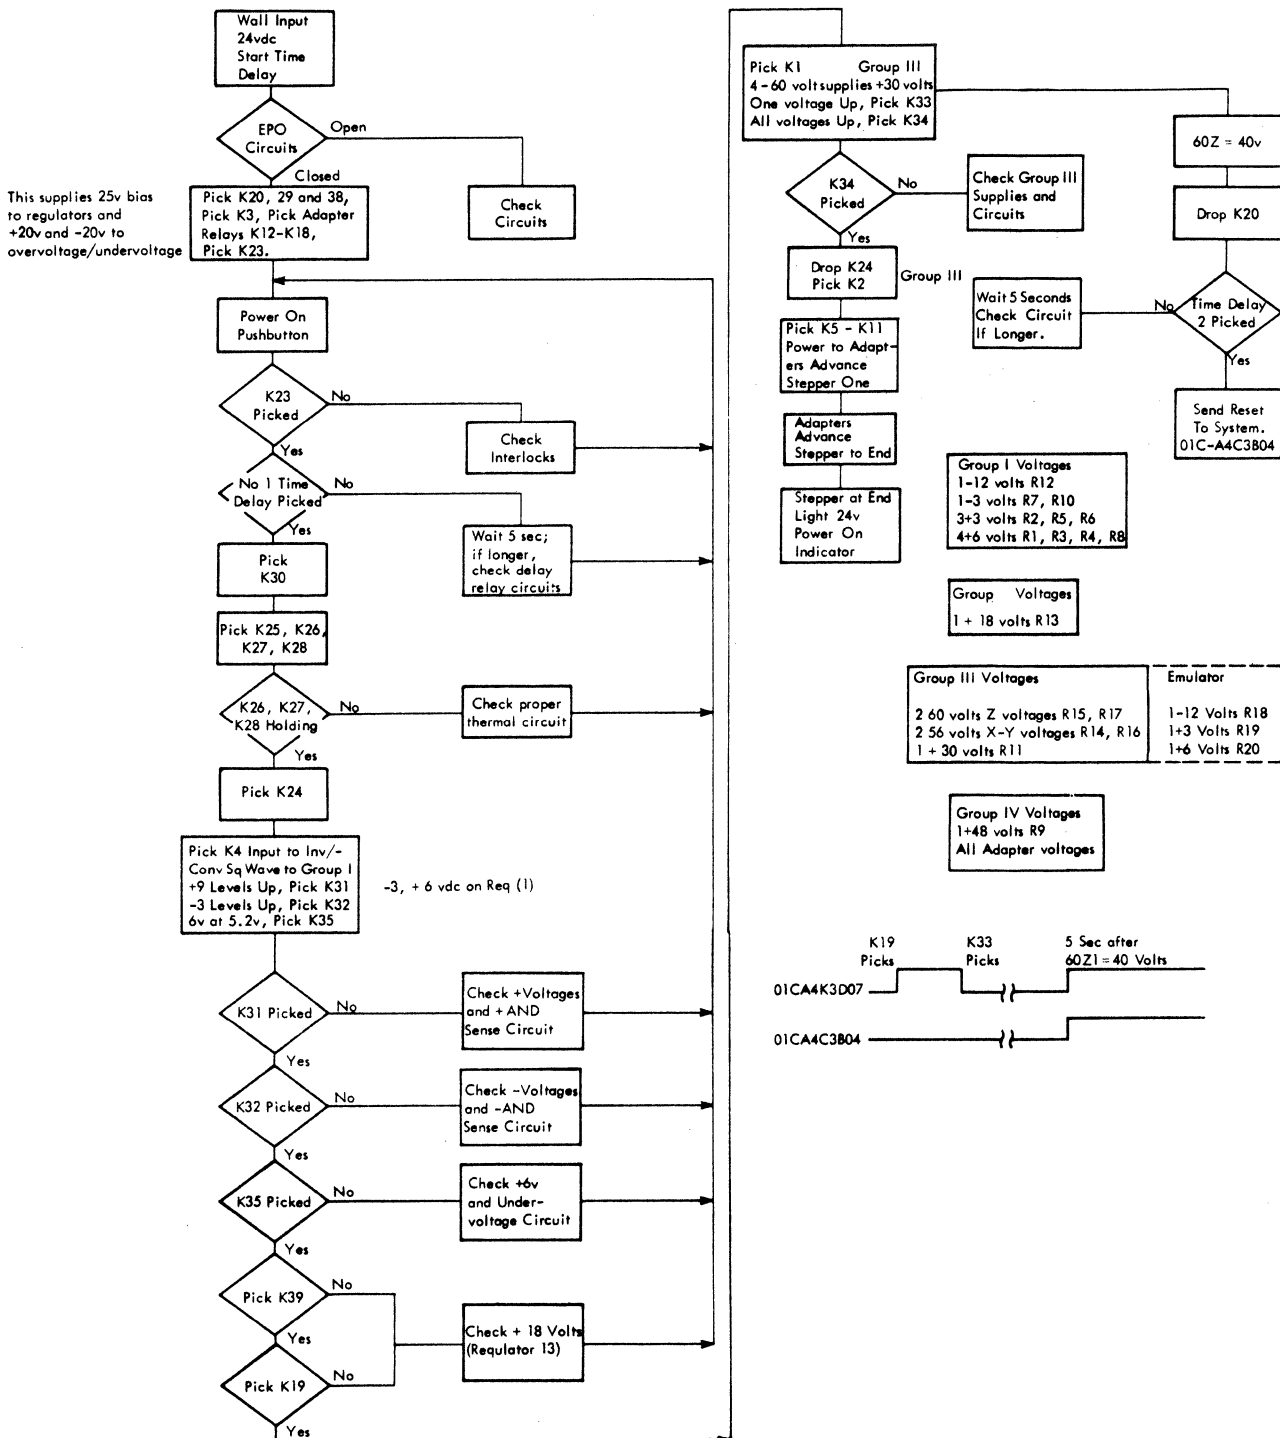 Wall Input
24vdc
Start Time
Delay
EPO
Circuits
Open
Closed
Check
Circuits
This supplies 25v bias
to regulators and
+20v and -20v to
overvoltage/undervoltage
Pick K20, 29 and 38,
Pick K3, Pick Adapter
Relays K12-K18,
Pick K23.
Power On
Pushbutton
K23
Picked
No
Yes
Check
Interlocks
No 1 Time
Delay Picked
No
Yes
Wait 5 sec;
if longer,
check delay
relay circuits
Pick
K30
Pick K25, K26,
K27, K28
K26, K27,
K28 Holding
No
Yes
Check proper
thermal circuit
Pick K24
Pick K4 Input to Inv/-
Conv Sq Wave to Group I
+9 Levels Up, Pick K31
-3 Levels Up, Pick K32
6v at 5.2v, Pick K35
-3, + 6 vdc on Req (1)
K31 Picked
No
Yes
Check +Voltages
and + AND
Sense Circuit
K32 Picked
No
Yes
Check -Voltages
and -AND
Sense Circuit
K35 Picked
No
Yes
Check +6v
and Under-
voltage Circuit
Pick K39
No
Yes
Check + 18 Volts
(Requlator 13)
Pick K19
No
Yes
Pick K1 Group III
4-60 volt supplies +30 volts
One voltage Up, Pick K33
All voltages Up, Pick K34
K34
Picked
No
Yes
Check Group III
Supplies and
Circuits
Drop K24
Pick K2
Group III
Pick K5 - K11
Power to Adapt-
ers Advance
Stepper One
Adapters
Advance
Stepper to End
Stepper at End
Light 24v
Power On
Indicator
60Z = 40v
Drop K20
Time Delay
2 Picked
No
Yes
Wait 5 Seconds
Check Circuit
If Longer.
Send Reset
To System.
01C-A4C3B04
Group I Voltages
1-12 volts R12
1-3 volts R7, R10
3+3 volts R2, R5, R6
4+6 volts R1, R3, R4, R8
Group Voltages
1 + 18 volts R13
Group III Voltages
2 60 volts Z voltages R15, R17
2 56 volts X-Y voltages R14, R16
1 + 30 volts R11
Emulator
1-12 Volts R18
1+3 Volts R19
1+6 Volts R20
Group IV Voltages
1+48 volts R9
All Adapter voltages
K19
Picks
K33
Picks
5 Sec after
60Z1 = 40 Volts
01CA4K3D07
01CA4C3B04